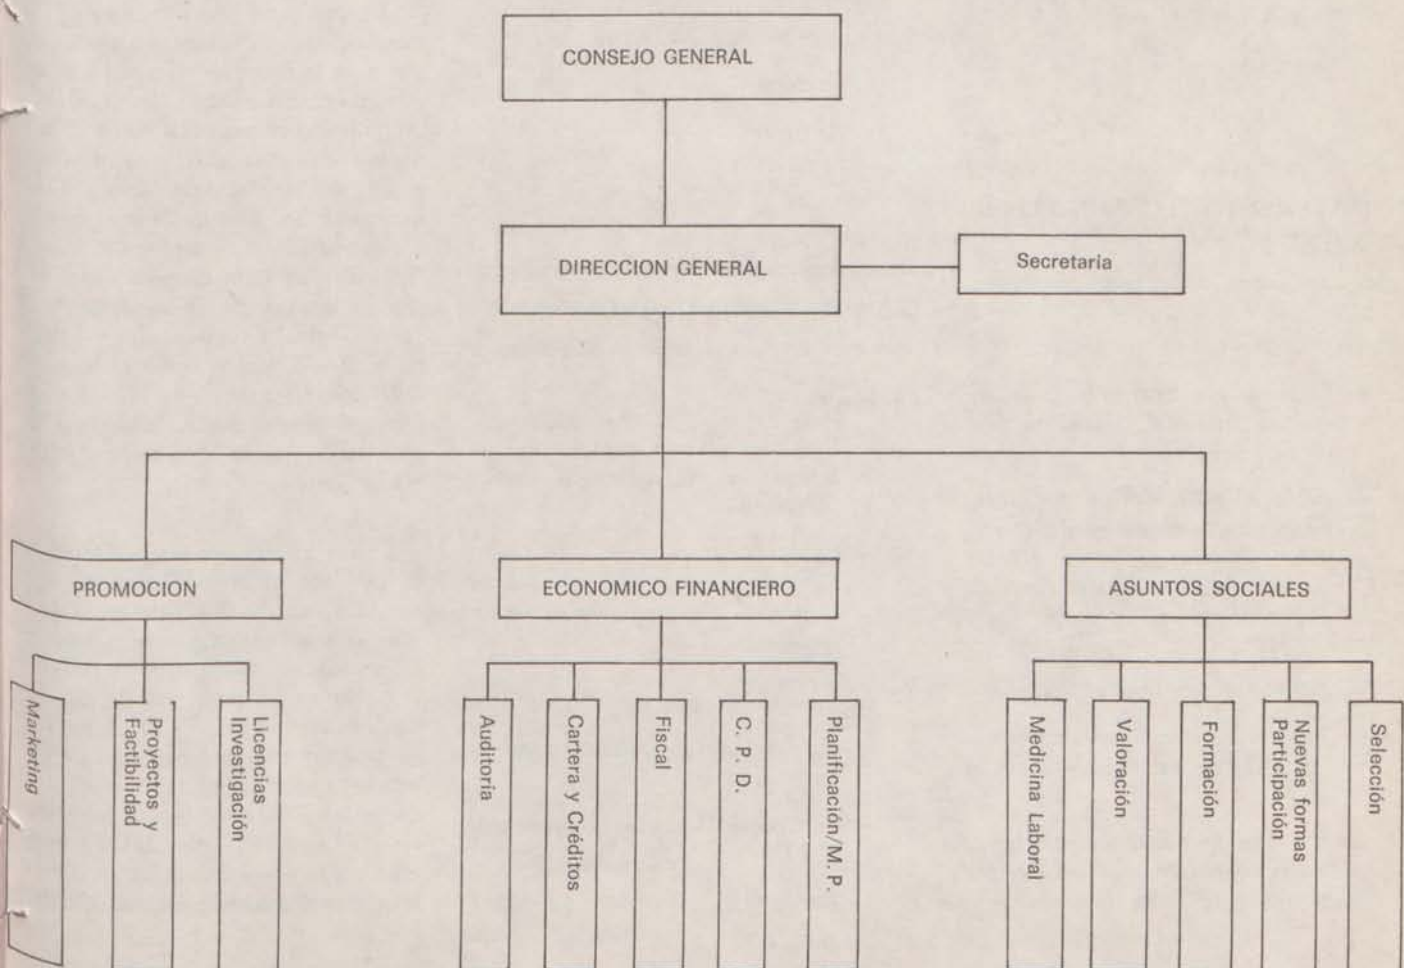 CONSEJO GENERAL
DIRECCION GENERAL
Secretaria
PROMOCION
ECONOMICO FINANCIERO
ASUNTOS SOCIALES
Marketing
Proyectos y
Factibilidad
Licencias
Investigación
Auditoria
Cartera y Créditos
Fiscal
C. P. D.
Planificación/M. P.
Medicina Laboral
Valoración
Formación
Nuevas formas
Participación
Selección